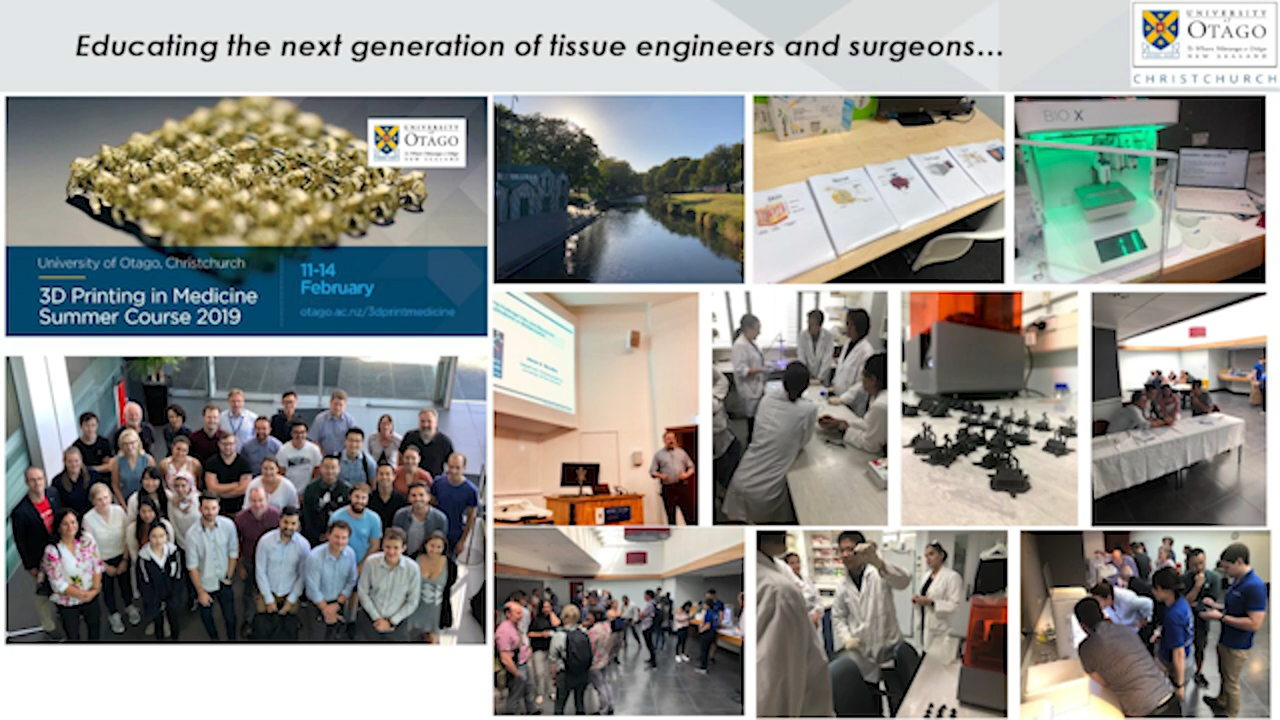 Educating the next generation of tissue engineers and surgeons...
UNIVERSITY
of
OTAGO
Te Whare Wānanga o Otāgo
NEW ZEALAND
CHRISTCHURCH
UNIVERSITY
of
OTAGO
NEW ZEALAND
University of Otago, Christchurch
3D Printing in Medicine
Summer Course 2019
11-14
February
otago.ac.nz/3dprintmedicine
BIO X